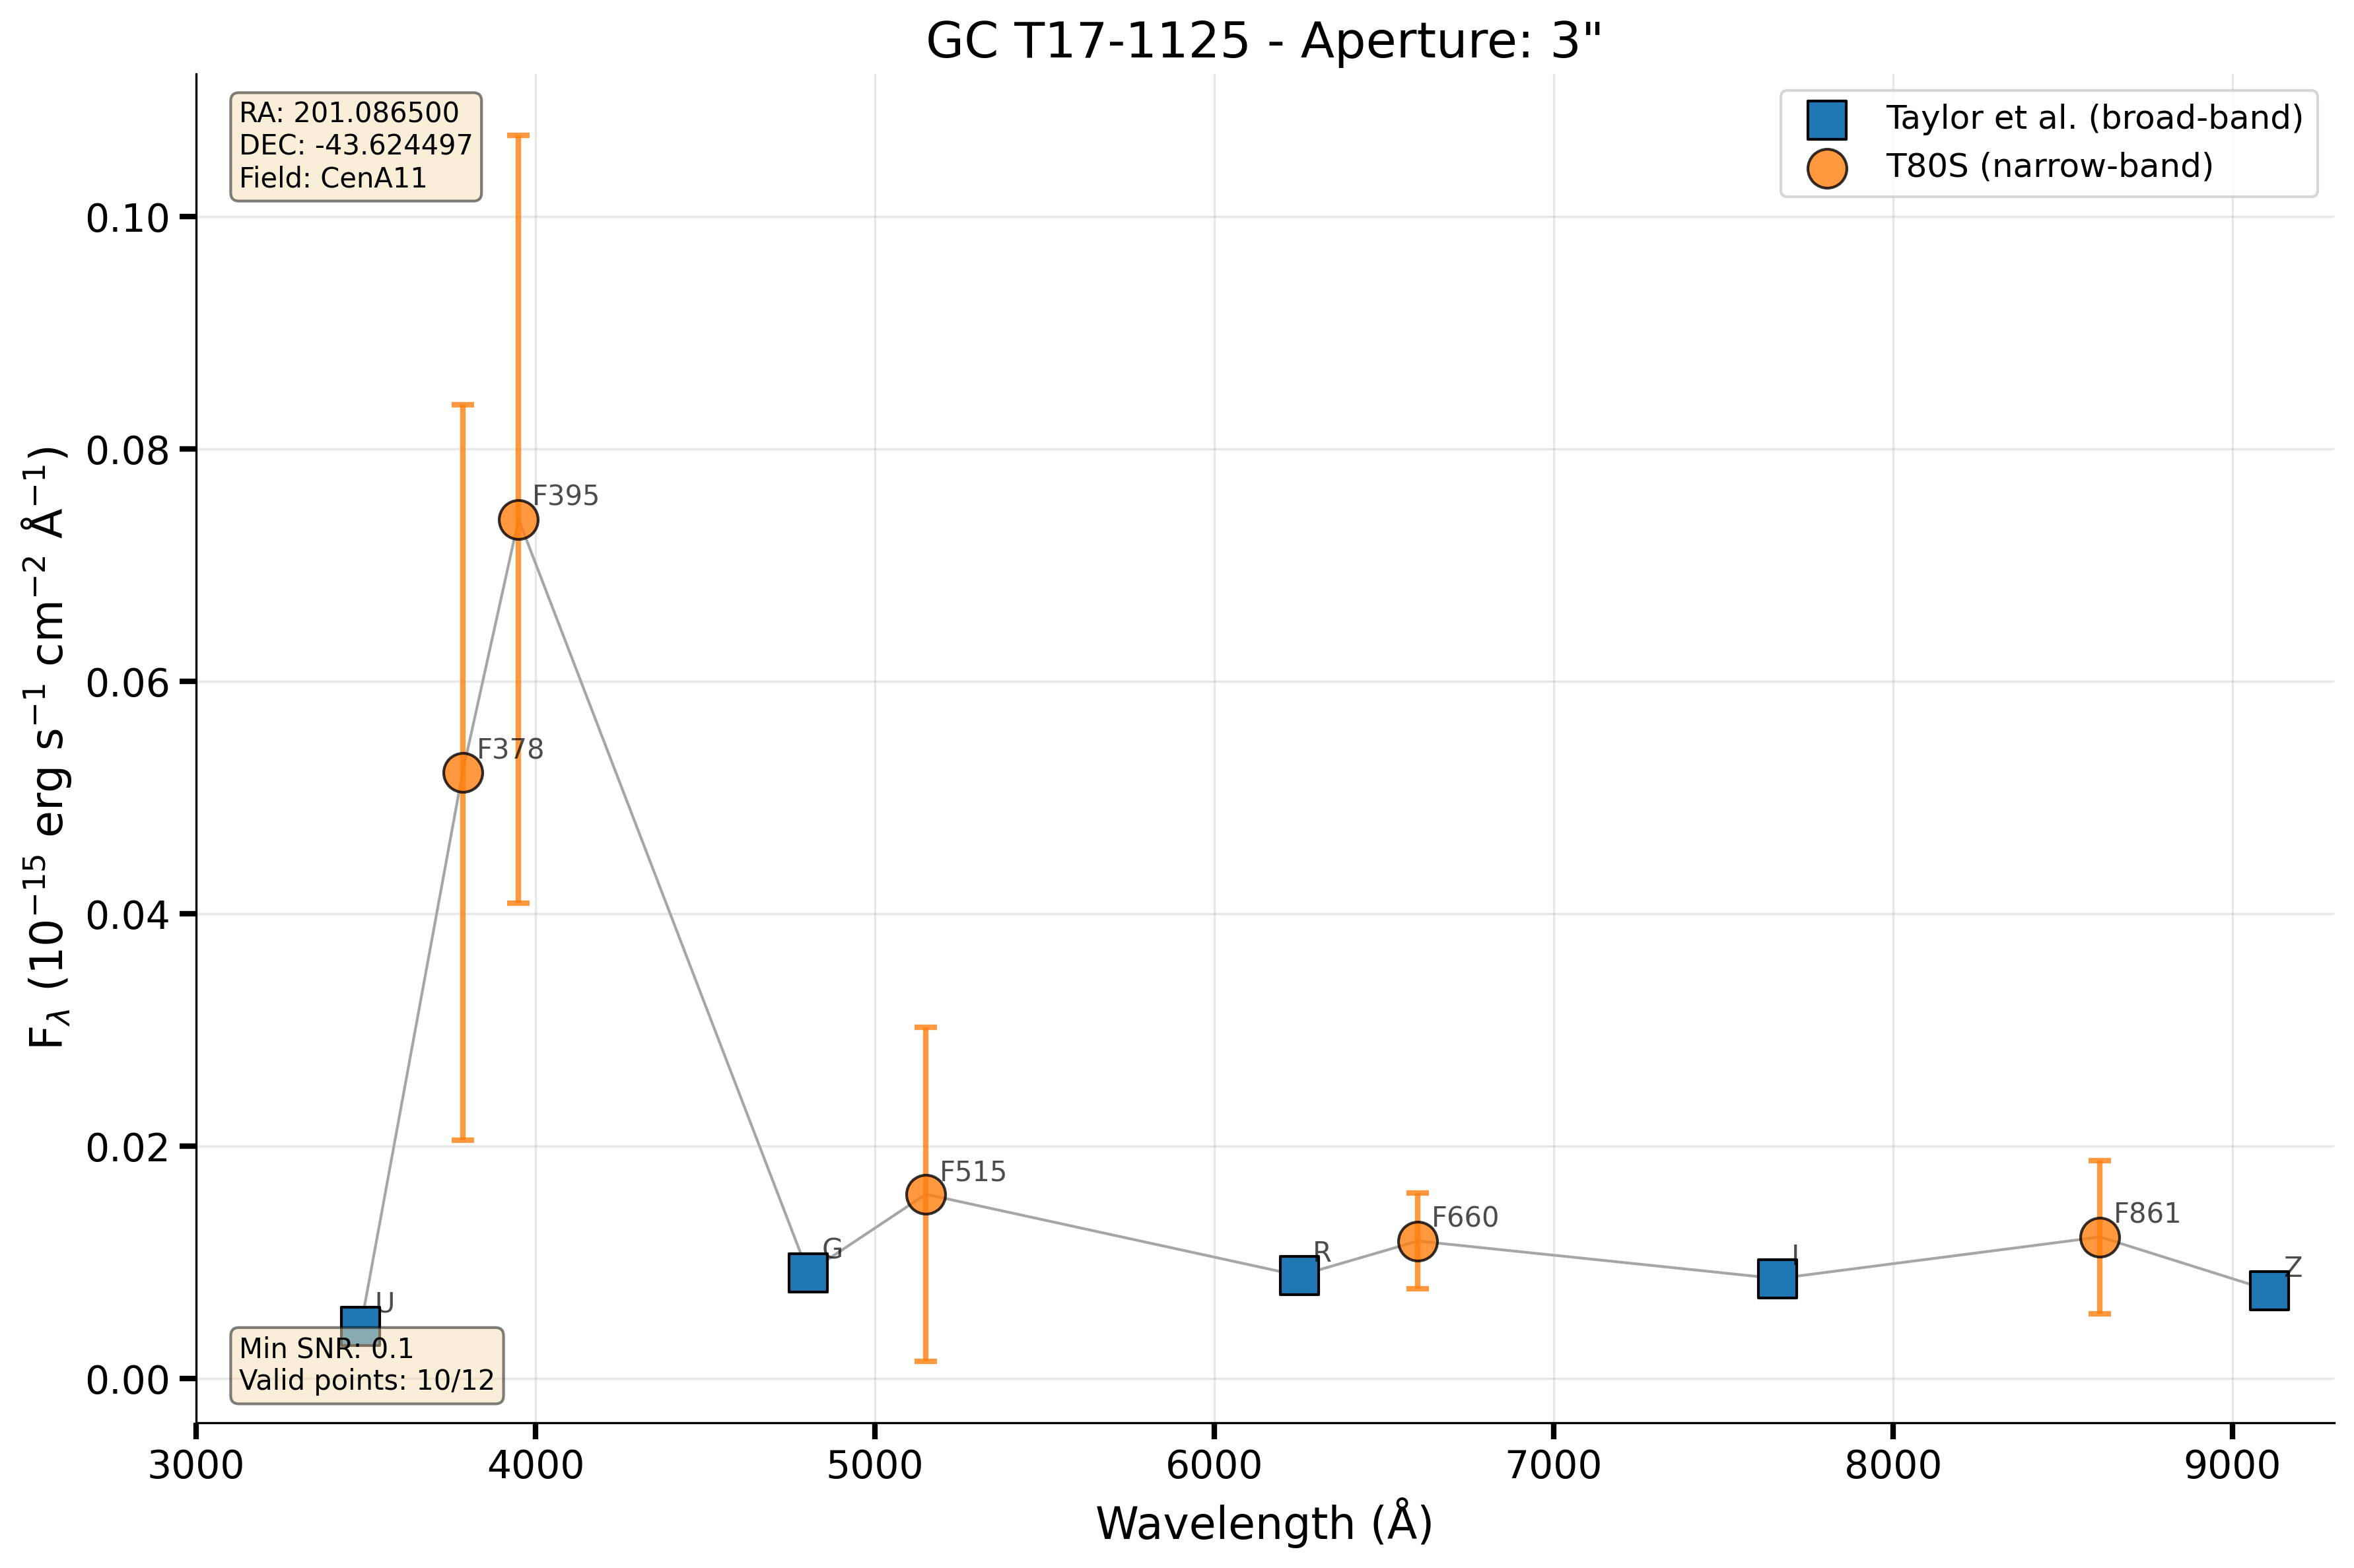 GC T17-1125 - Aperture: 3"
RA: 201.086500
DEC: -43.624497
Field: CenA11
Taylor et al. (broad-band)
T80S (narrow-band)
F_λ (10⁻¹⁵ erg s⁻¹ cm⁻² Å⁻¹)
0.10
0.08
0.06
0.04
0.02
0.00
F395
F378
F515
F660
F861
U
G
R
I
Z
Min SNR: 0.1
Valid points: 10/12
3000 4000 5000 6000 7000 8000 9000
Wavelength (Å)